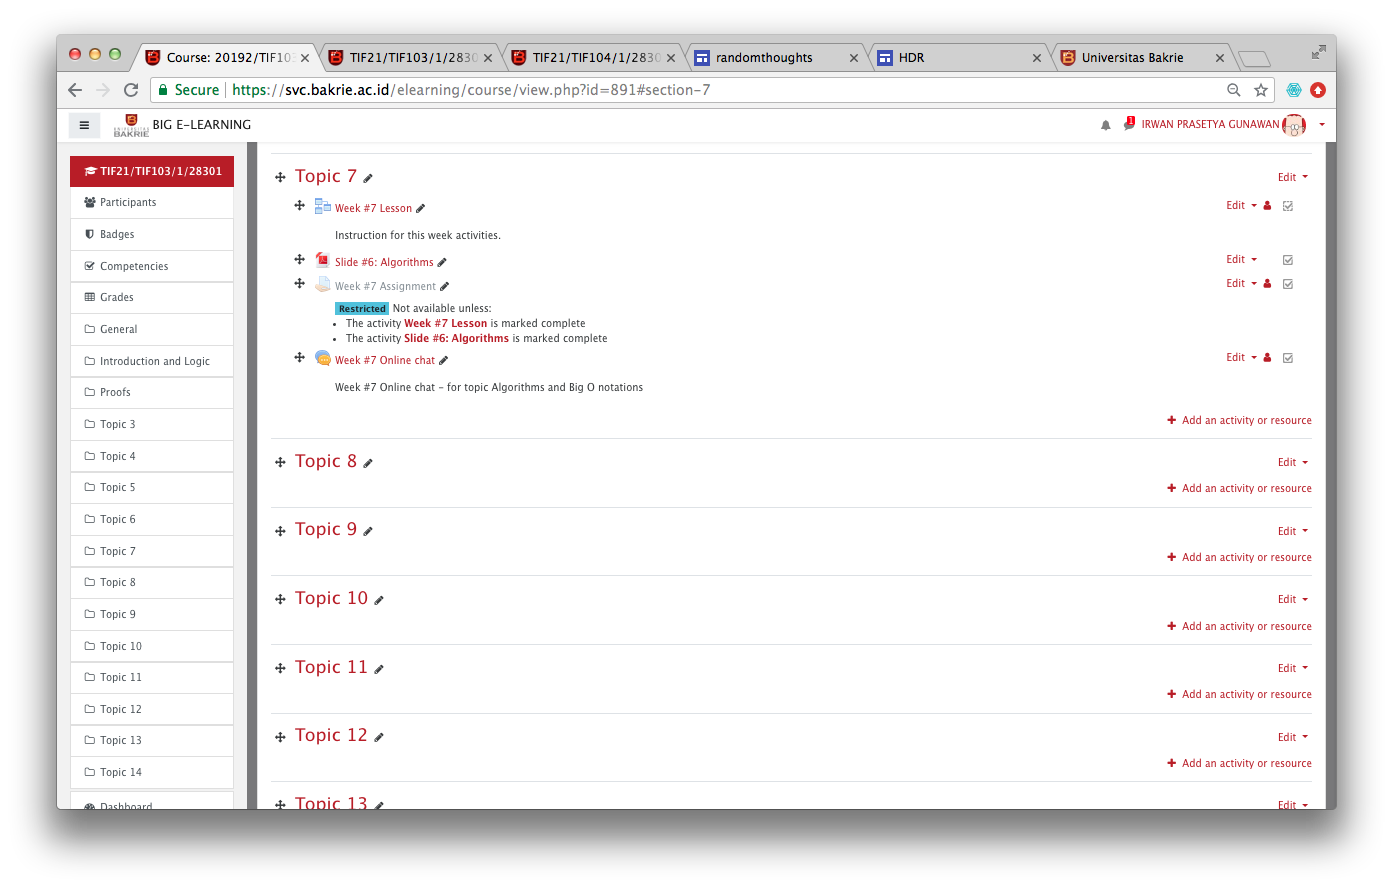 Course: 20192/TIF103
TIF21/TIF103/1/2830
TIF21/TIF104/1/2830
randomthoughts
HDR
Universitas Bakrie
Secure https://svc.bakrie.ac.id/elearning/course/view.php?id=891#section-7
UNIVERSITAS
BAKRIE
BIG E-LEARNING
1
IRWAN PRASETYA GUNAWAN
TIF21/TIF103/1/28301
Participants
Badges
Competencies
Grades
General
Introduction and Logic
Proofs
Topic 3
Topic 4
Topic 5
Topic 6
Topic 7
Topic 8
Topic 9
Topic 10
Topic 11
Topic 12
Topic 13
Topic 14
Dashboard
Topic 7
Edit
Week #7 Lesson
Edit
Instruction for this week activities.
Slide #6: Algorithms
Edit
Week #7 Assignment
Edit
Restricted Not available unless:
• The activity Week #7 Lesson is marked complete
• The activity Slide #6: Algorithms is marked complete
Week #7 Online chat
Edit
Week #7 Online chat - for topic Algorithms and Big O notations
+ Add an activity or resource
Topic 8
Edit
+ Add an activity or resource
Topic 9
Edit
+ Add an activity or resource
Topic 10
Edit
+ Add an activity or resource
Topic 11
Edit
+ Add an activity or resource
Topic 12
Edit
+ Add an activity or resource
Topic 13
Edit